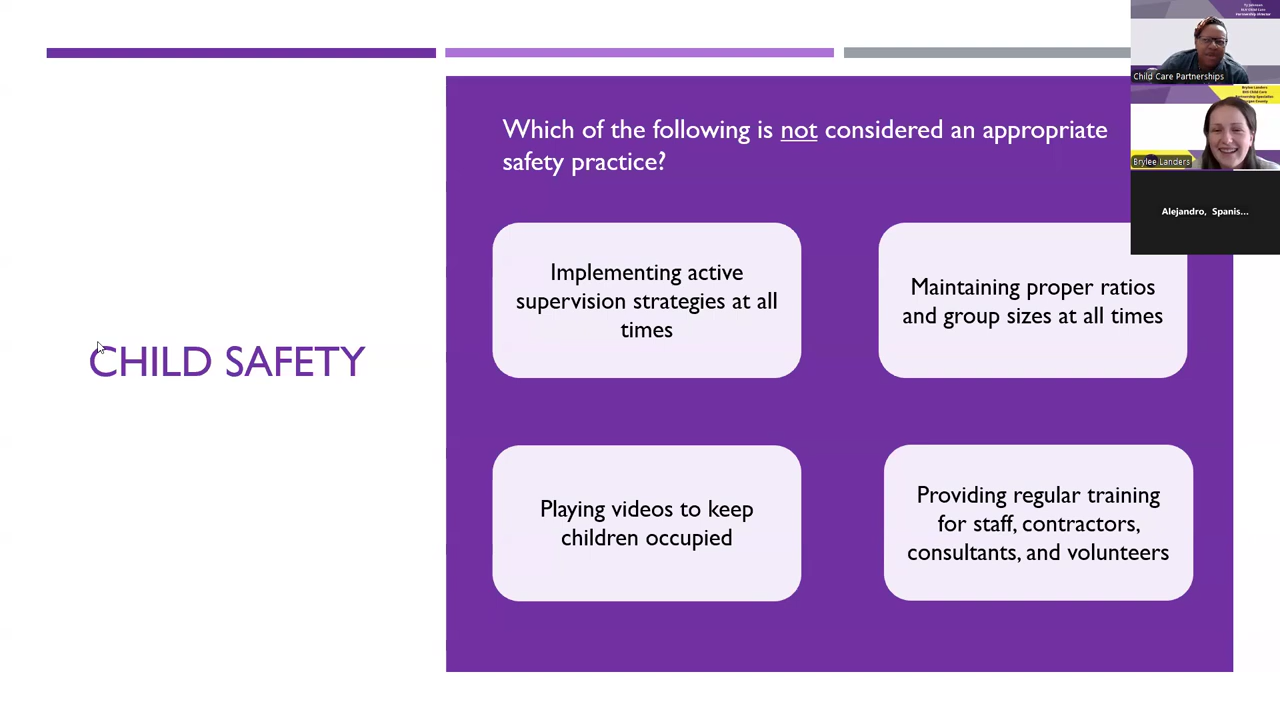 Which of the following is not considered an appropriate
safety practice?
Implementing active
supervision strategies at all
times
Maintaining proper ratios
and group sizes at all times
CHILD SAFETY
Playing videos to keep
children occupied
Providing regular training
for staff, contractors,
consultants, and volunteers
Child Care Partnerships
Brylee Landers
Alejandro, Spanis...